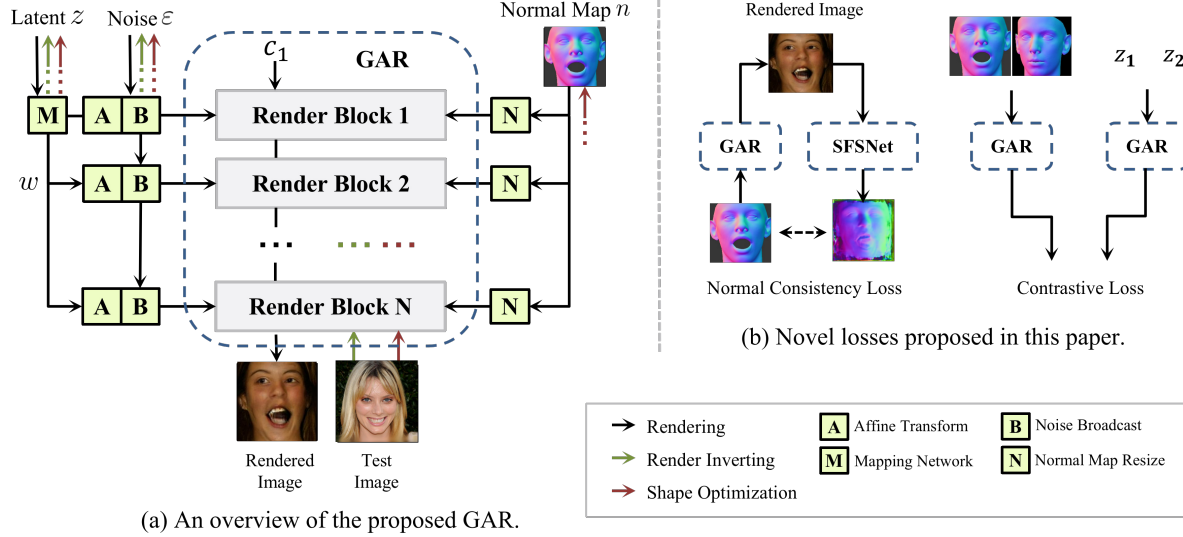 Latent z
Noise ε
Normal Map n
c1
GAR
M
A
B
Render Block 1
N
w
A
B
Render Block 2
N
A
B
Render Block N
N
Rendered
Image
Test
Image
(a) An overview of the proposed GAR.
Rendered Image
GAR
SFSNet
Normal Consistency Loss
z1
z2
GAR
GAR
Contrastive Loss
(b) Novel losses proposed in this paper.
Rendering
Render Inverting
Shape Optimization
A Affine Transform
B Noise Broadcast
M Mapping Network
N Normal Map Resize